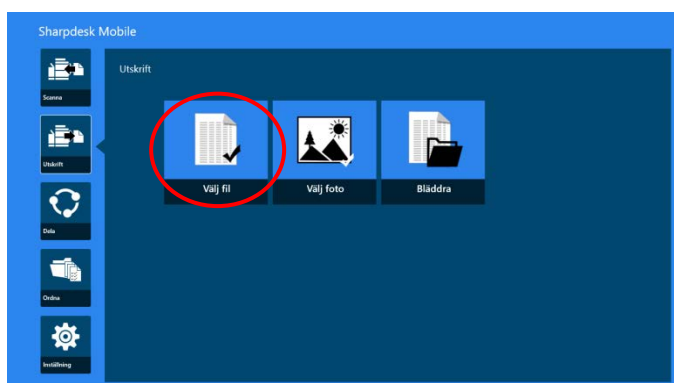 Sharpdesk Mobile
Scanna
Utskrift
Dela
Ordna
Inställning
Utskrift
Välj fil
Välj foto
Bläddra